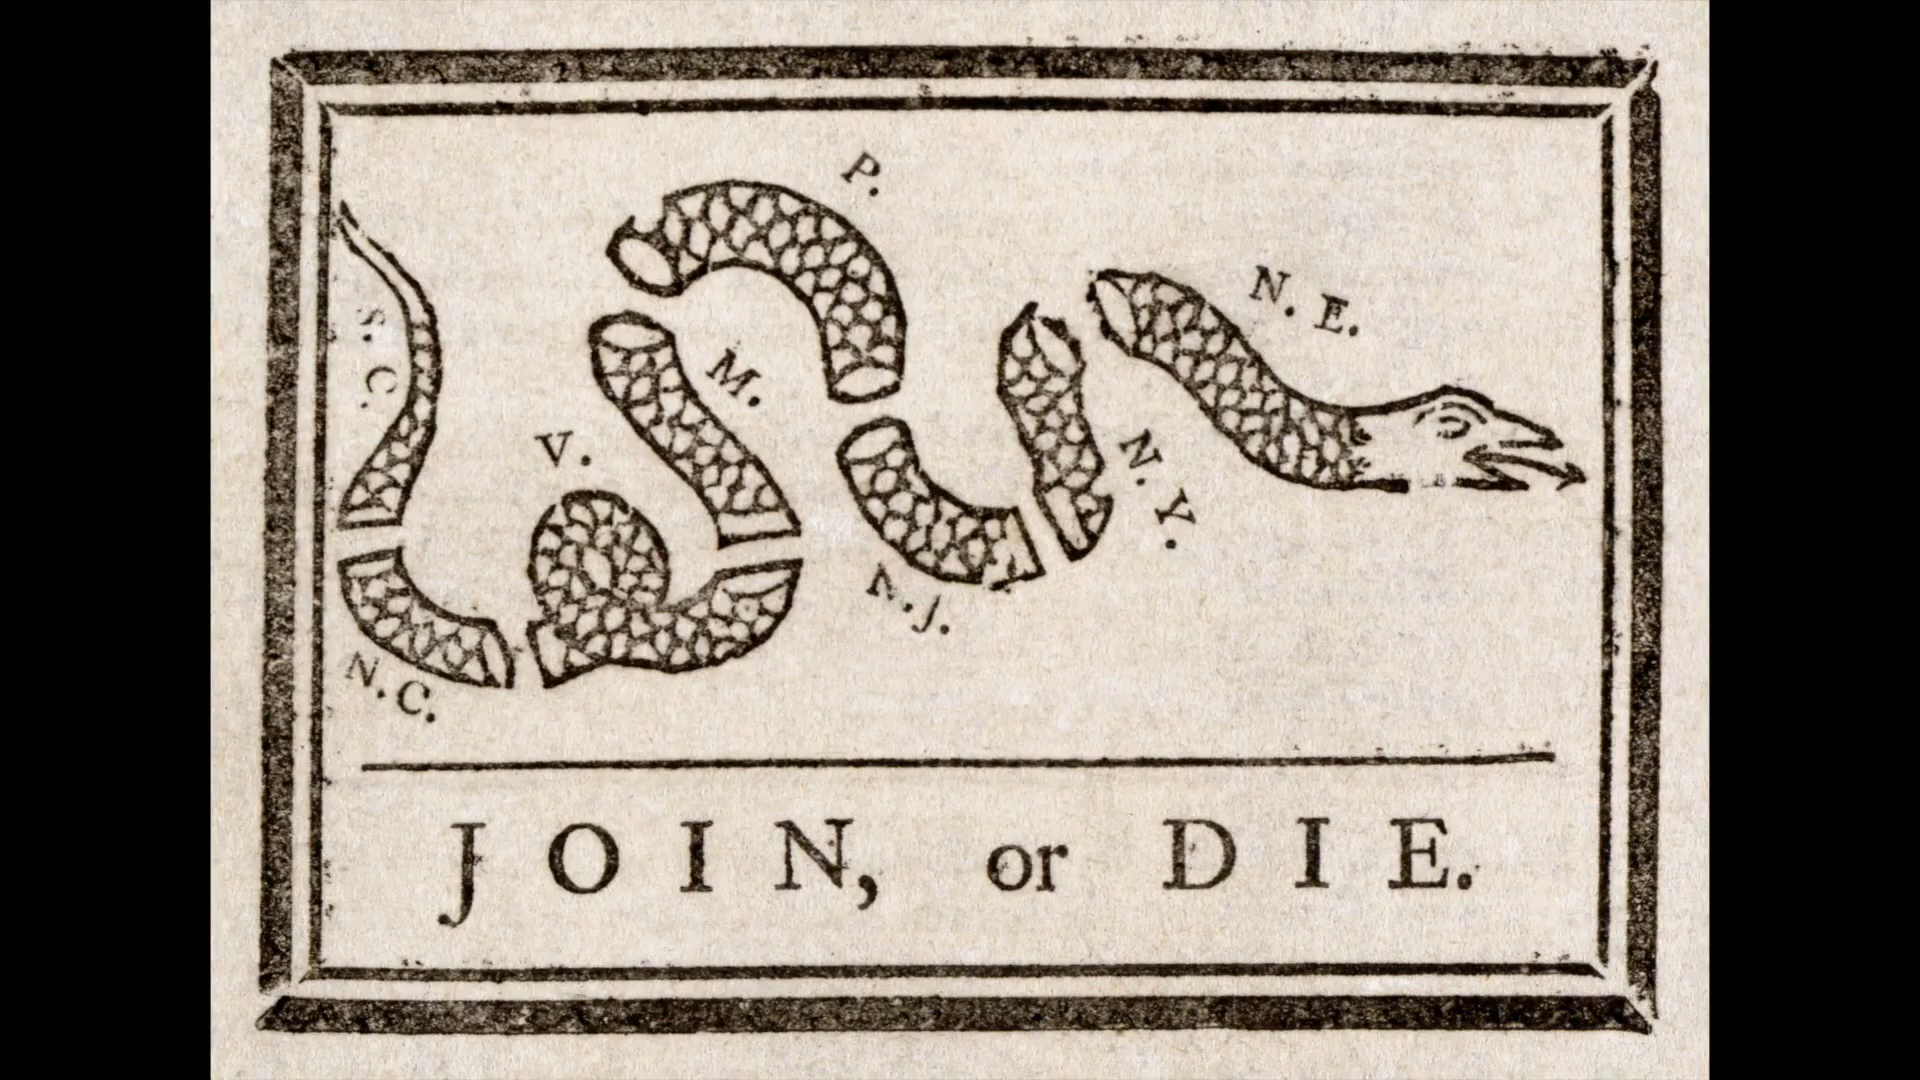 P.
N. E.
S. C.
M.
V.
N. Y.
N. J.
N. C.
JOIN, or DIE.